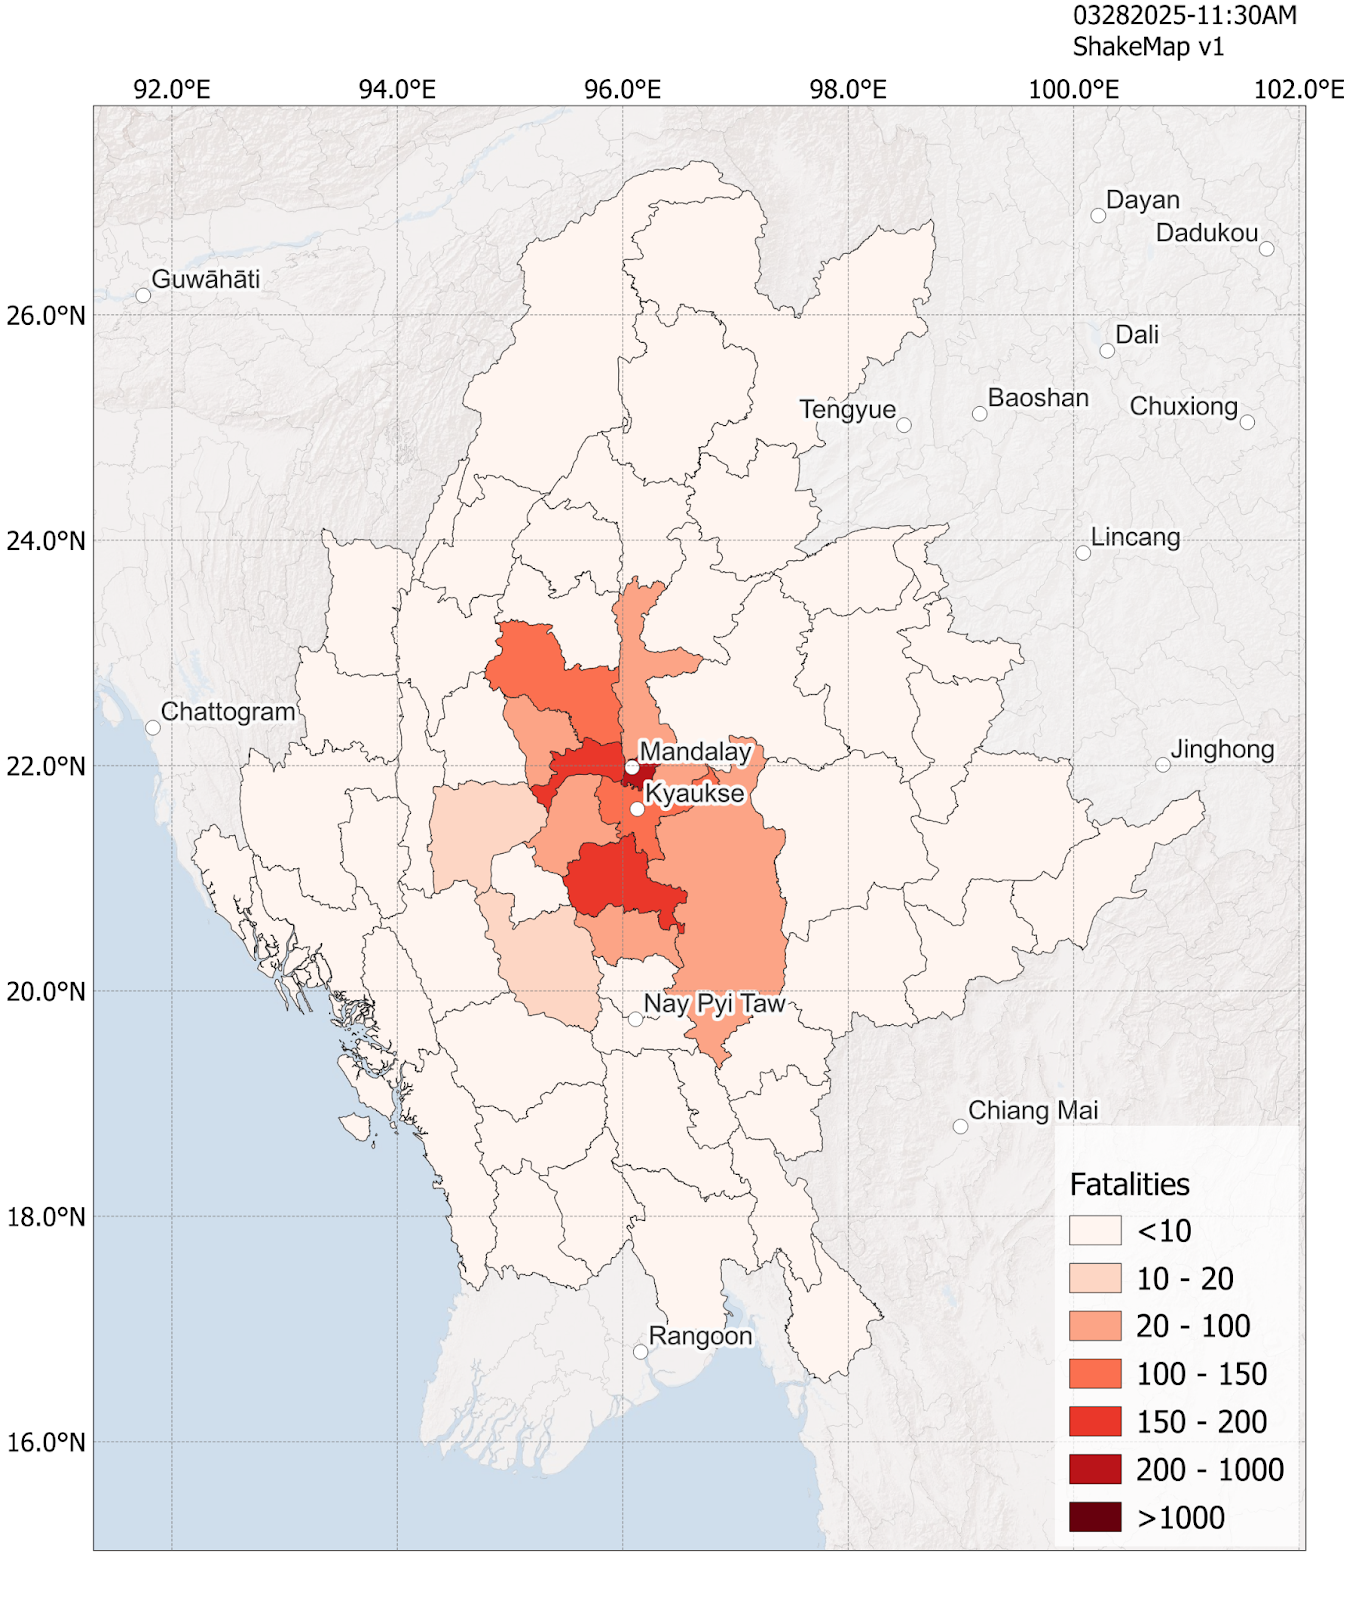 03282025-11:30AM
ShakeMap v1
92.0°E 94.0°E 96.0°E 98.0°E 100.0°E 102.0°E
Dayan
Dadukou
Guwāhāti
26.0°N
Dali
Baoshan
Tengyue
Chuxiong
24.0°N
Lincang
Chattogram
Mandalay
Jinghong
22.0°N
Kyaukse
20.0°N
Nay Pyi Taw
Chiang Mai
Fatalities
18.0°N
<10
10 - 20
20 - 100
Rangoon
100 - 150
150 - 200
16.0°N
200 - 1000
>1000